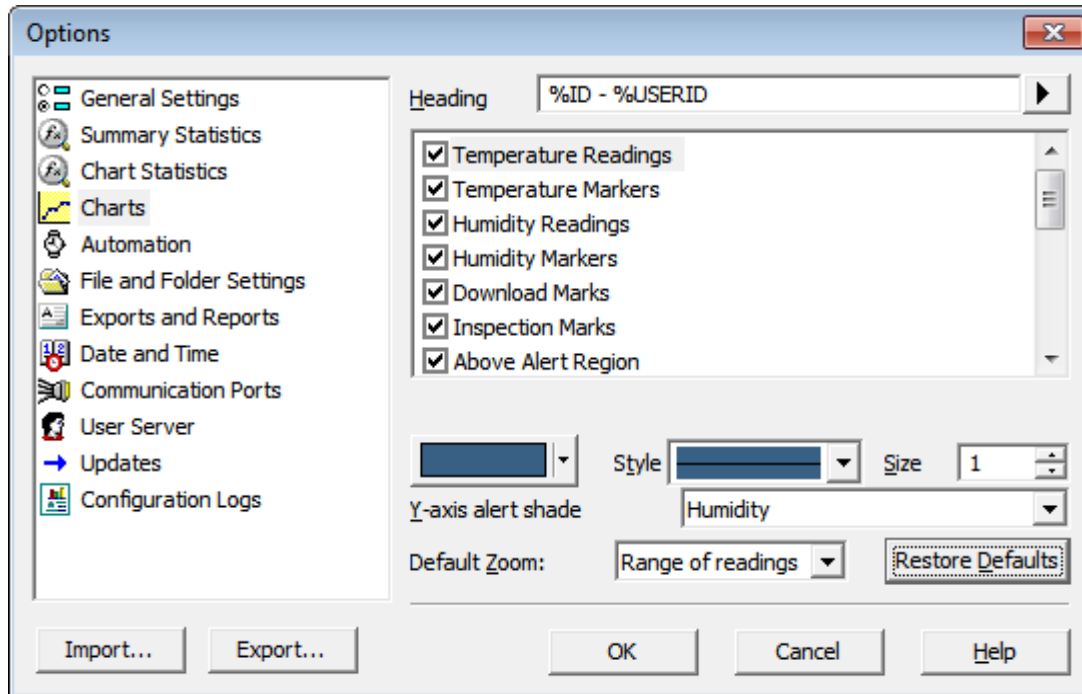 Options
General Settings
Summary Statistics
Chart Statistics
Charts
Automation
File and Folder Settings
Exports and Reports
Date and Time
Communication Ports
User Server
Updates
Configuration Logs
Heading %ID - %USERID
Temperature Readings
Temperature Markers
Humidity Readings
Humidity Markers
Download Marks
Inspection Marks
Above Alert Region
Style Size 1
Y-axis alert shade Humidity
Default Zoom: Range of readings Restore Defaults
Import... Export... OK Cancel Help